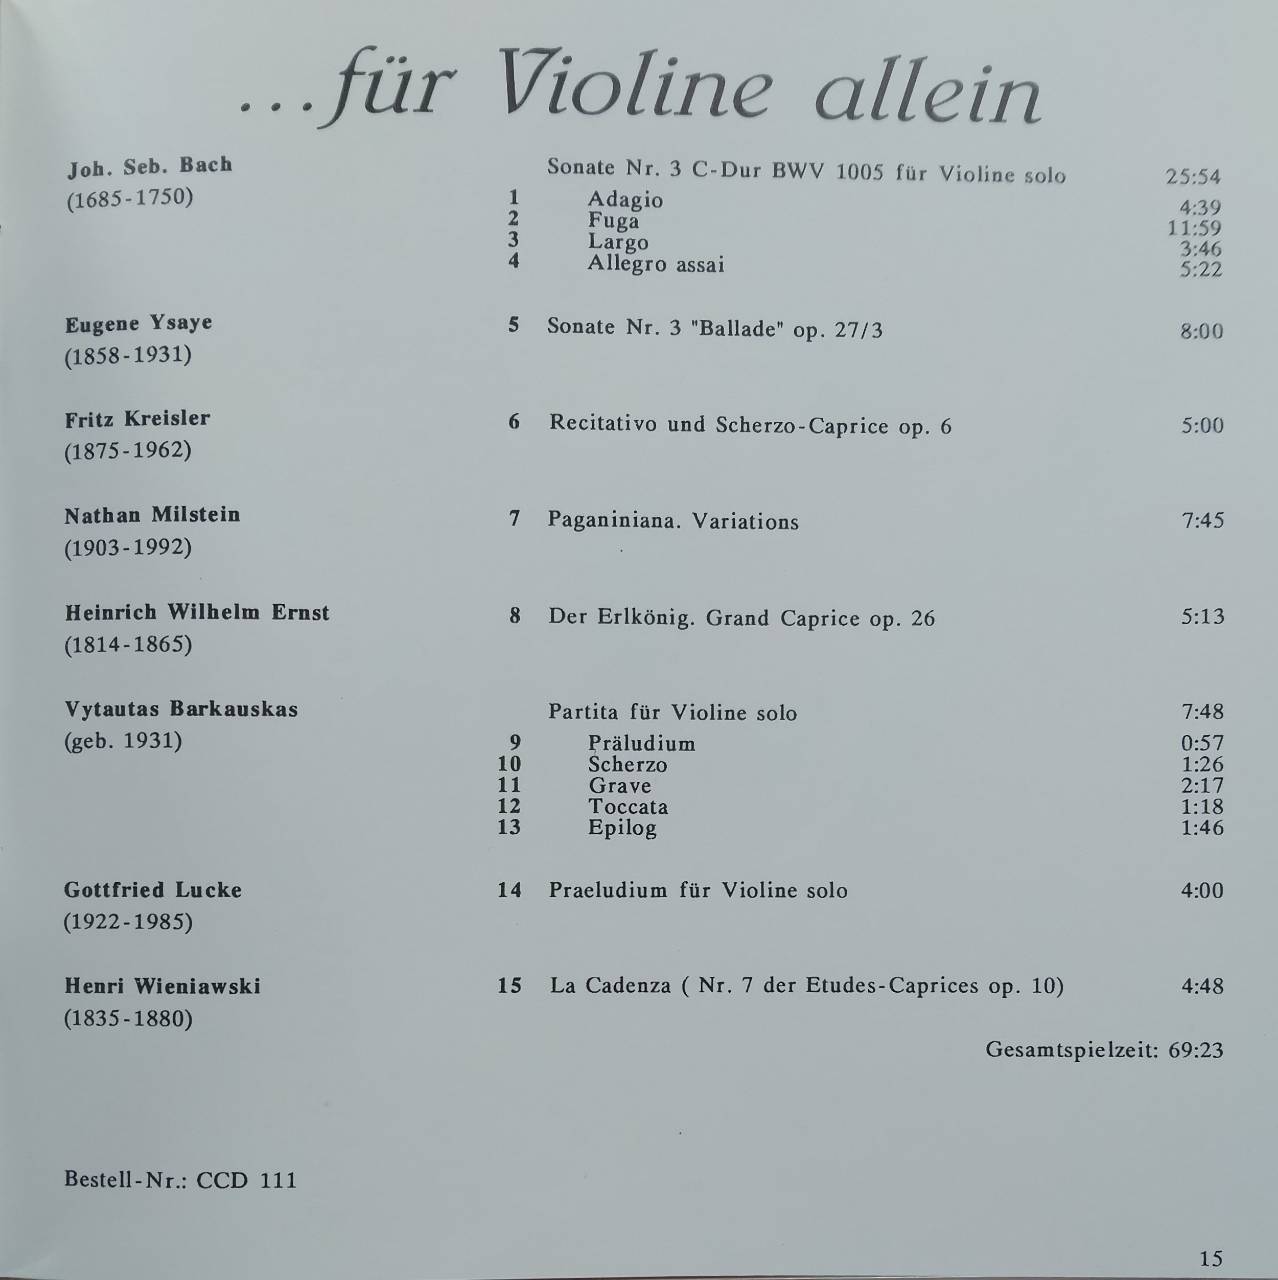 ...für Violine allein
Joh. Seb. Bach Sonate Nr. 3 C-Dur BWV 1005 für Violine solo 25:54
(1685-1750) 1 Adagio 4:39
2 Fuga 11:59
3 Largo 3:46
4 Allegro assai 5:22
Eugene Ysaye 5 Sonate Nr. 3 "Ballade" op. 27/3 8:00
(1858-1931)
Fritz Kreisler 6 Recitativo und Scherzo-Caprice op. 6 5:00
(1875-1962)
Nathan Milstein 7 Paganiniana. Variations 7:45
(1903-1992)
Heinrich Wilhelm Ernst 8 Der Erlkönig. Grand Caprice op. 26 5:13
(1814-1865)
Vytautas Barkauskas Partita für Violine solo 7:48
(geb. 1931) 9 Präludium 0:57
10 Scherzo 1:26
11 Grave 2:17
12 Toccata 1:18
13 Epilog 1:46
Gottfried Lucke 14 Praeludium für Violine solo 4:00
(1922-1985)
Henri Wieniawski 15 La Cadenza ( Nr. 7 der Etudes-Caprices op. 10) 4:48
(1835-1880)
Gesamtspielzeit: 69:23
Bestell-Nr.: CCD 111
15